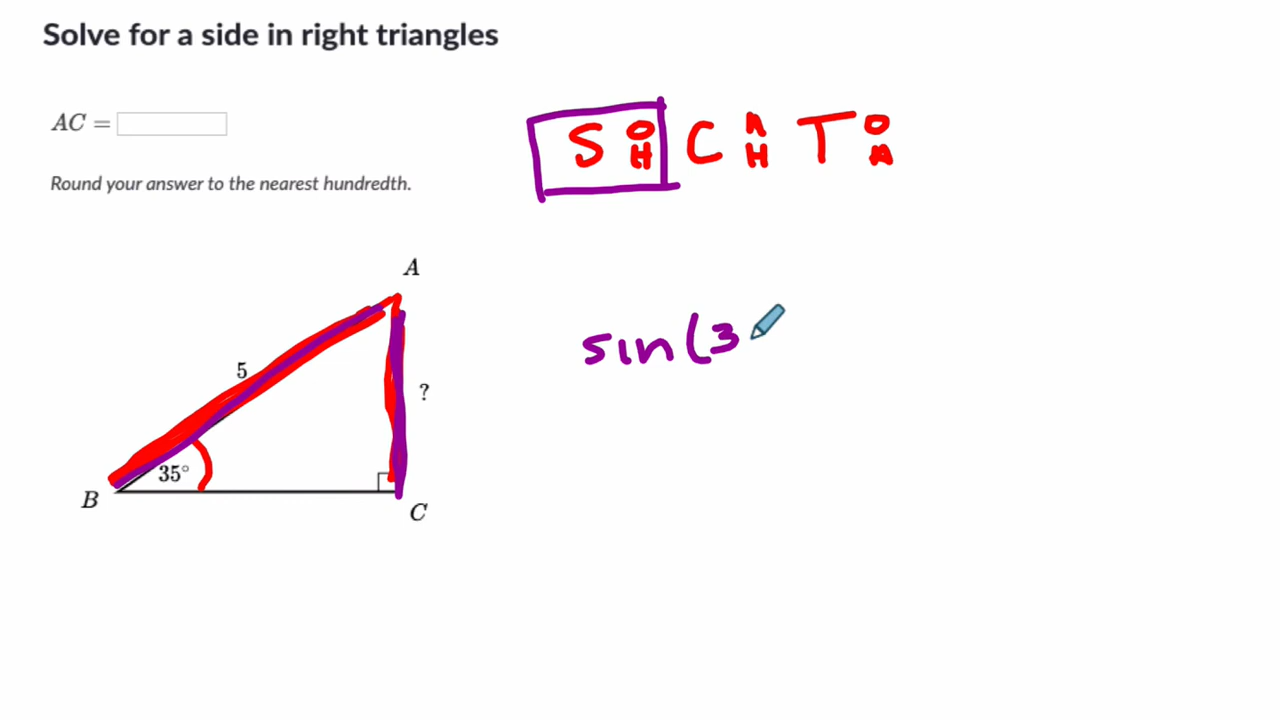 Solve for a side in right triangles
AC =
S O H C A H T O A
Round your answer to the nearest hundredth.
A
sin(3
5
?
35°
B
C